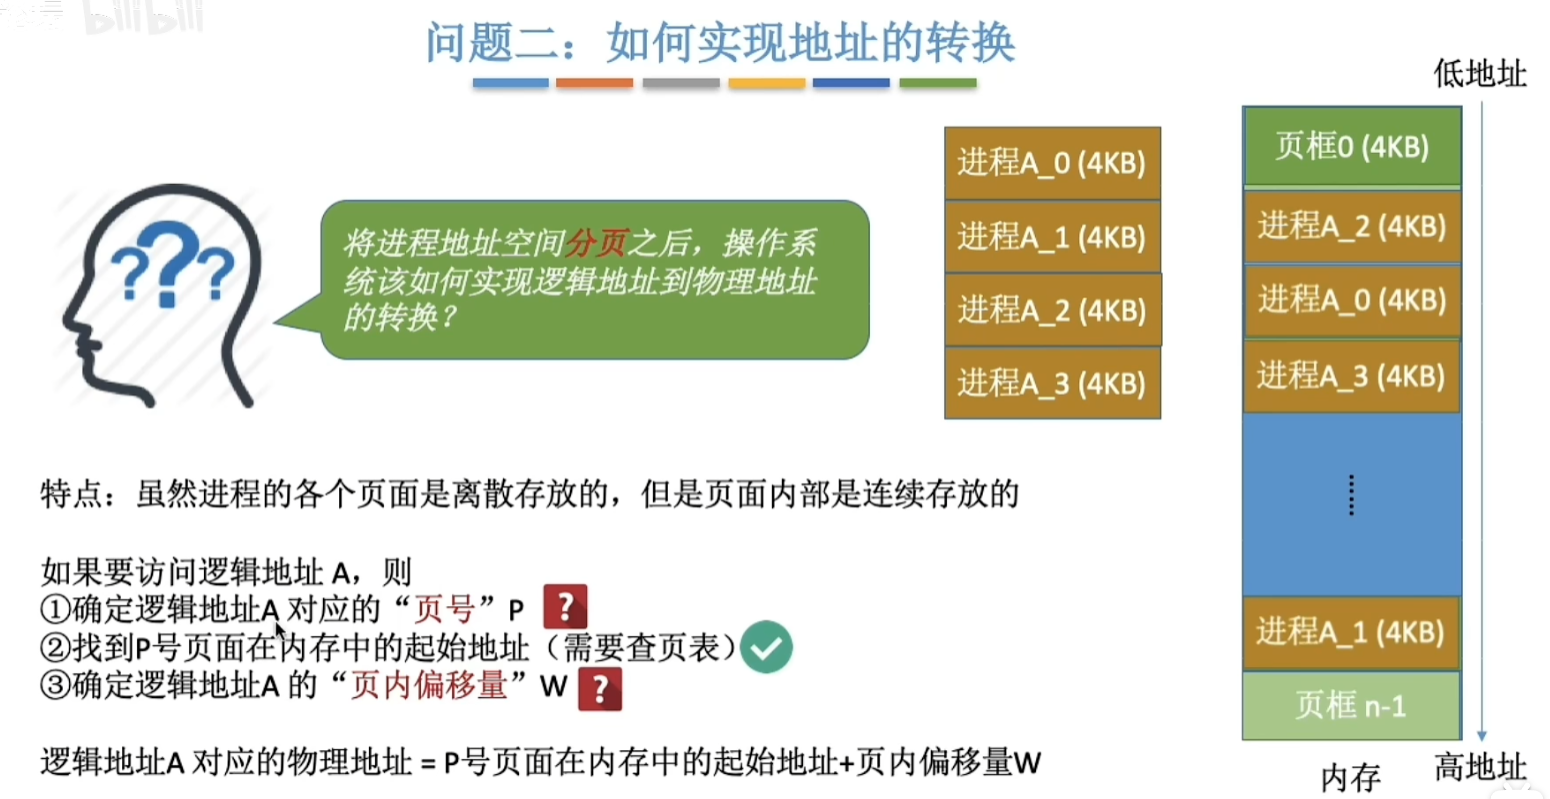 bilibili
问题二：如何实现地址的转换
低地址
将进程地址空间分页之后，操作系
统该如何实现逻辑地址到物理地址
的转换？
???
进程A_0 (4KB)
进程A_1 (4KB)
进程A_2 (4KB)
进程A_3 (4KB)
页框0 (4KB)
进程A_2 (4KB)
进程A_0 (4KB)
进程A_3 (4KB)
进程A_1 (4KB)
页框 n-1
特点：虽然进程的各个页面是离散存放的，但是页面内部是连续存放的
如果要访问逻辑地址 A，则
①确定逻辑地址A 对应的“页号”P ?
②找到P号页面在内存中的起始地址（需要查页表）
③确定逻辑地址A 的“页内偏移量”W ?
逻辑地址A 对应的物理地址 = P号页面在内存中的起始地址+页内偏移量W
内存
高地址